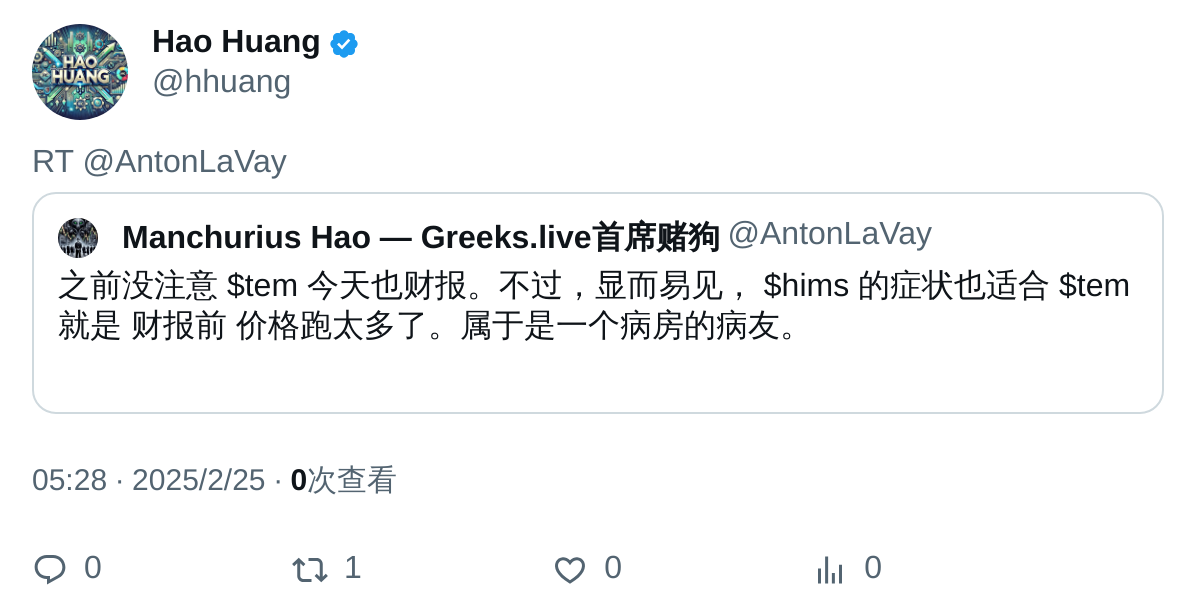 HAO
HUANG
Hao Huang
@hhuang
RT @AntonLaVay
Manchurius Hao — Greeks.live首席赌狗 @AntonLaVay
之前没注意 $tem 今天也财报。不过，显而易见， $hims 的症状也适合 $tem
就是 财报前 价格跑太多了。属于是一个病房的病友。
05:28 · 2025/2/25 · 0次查看
0 1 0 0